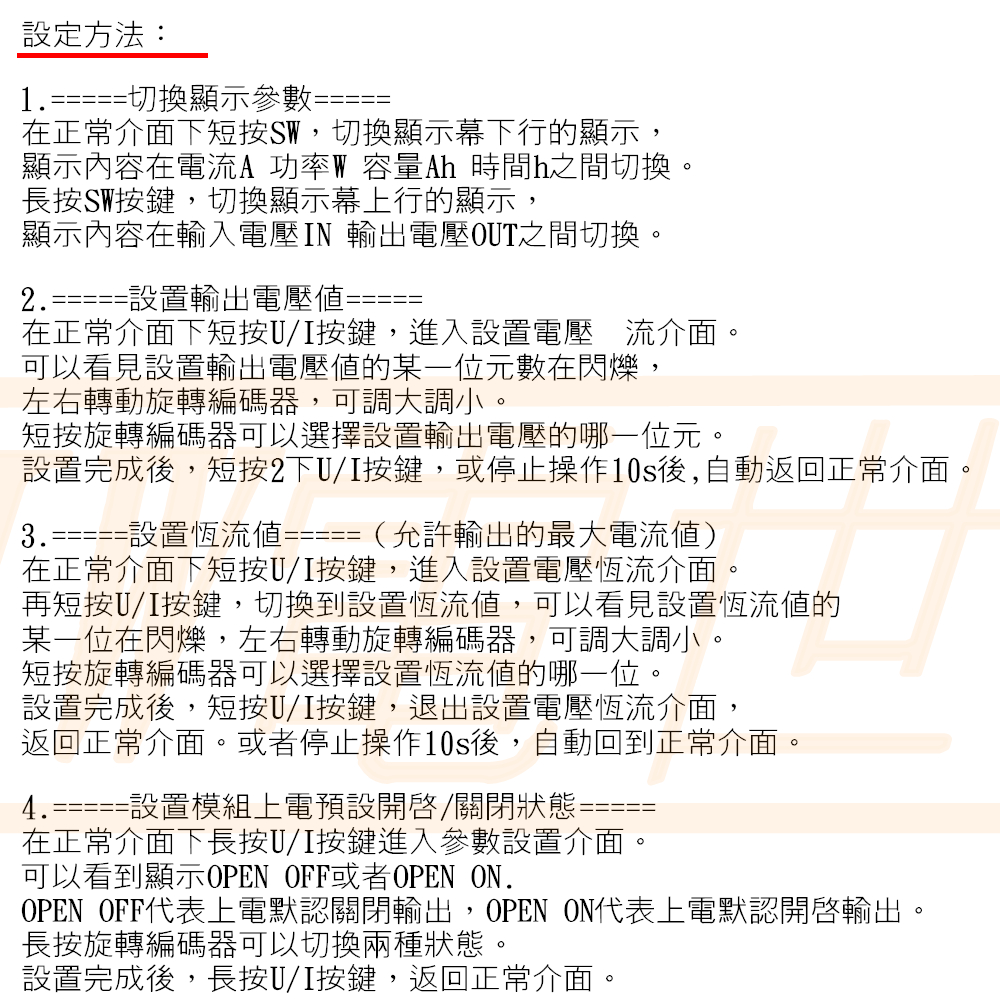 設定方法：
1.=====切換顯示參數=====
在正常介面下短按SW，切換顯示幕下行的顯示，
顯示內容在電流A 功率W 容量Ah 時間h之間切換。
長按SW按鍵，切換顯示幕上行的顯示，
顯示內容在輸入電壓IN 輸出電壓OUT之間切換。
2.=====設置輸出電壓值=====
在正常介面下短按U/I按鍵，進入設置電壓　流介面。
可以看見設置輸出電壓值的某一位元數在閃爍，
左右轉動旋轉編碼器，可調大調小。
短按旋轉編碼器可以選擇設置輸出電壓的哪一位元。
設置完成後，短按2下U/I按鍵，或停止操作10s後,自動返回正常介面。
3.=====設置恆流值=====（允許輸出的最大電流值）
在正常介面下短按U/I按鍵，進入設置電壓恆流介面。
再短按U/I按鍵，切換到設置恆流值，可以看見設置恆流值的
某一位在閃爍，左右轉動旋轉編碼器，可調大調小。
短按旋轉編碼器可以選擇設置恆流值的哪一位。
設置完成後，短按U/I按鍵，退出設置電壓恆流介面，
返回正常介面。或者停止操作10s後，自動回到正常介面。
4.=====設置模組上電預設開啓/關閉狀態=====
在正常介面下長按U/I按鍵進入參數設置介面。
可以看到顯示OPEN OFF或者OPEN ON.
OPEN OFF代表上電默認關閉輸出，OPEN ON代表上電默認開啓輸出。
長按旋轉編碼器可以切換兩種狀態。
設置完成後，長按U/I按鍵，返回正常介面。